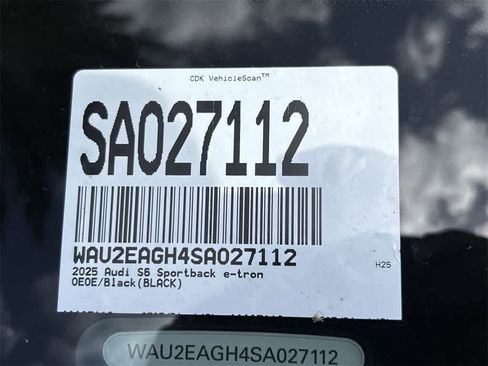 CDK VehicleScan™
SA027112
WAU2EAGH4SA027112
2025 Audi S6 Sportback e-tron
0E0E/Black(BLACK)
H25
WAU2EAGH4SA027112